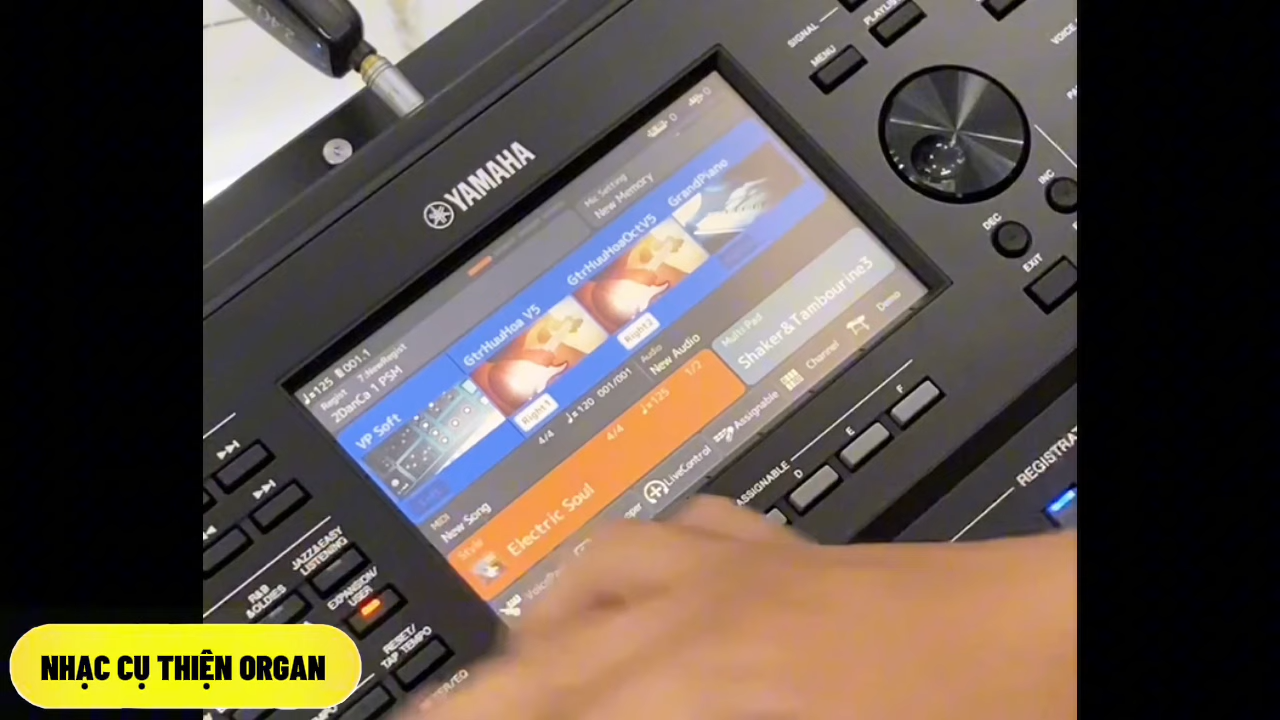 SIGNAL
PLAYLIST
MENU
YAMAHA
DEC
INC
EXIT
Mic Setting
New Memory
♩=125 001.1
Regist 7.NewRegist
2DanCa 1 PSM
VP Soft
GtrHuuHoa V5
GtrHuuHoaOctV5
GrandPiano
Right1
Right2
4/4 ♩=120 001/001
Audio
New Audio
Multi Pad
Shaker&Tambourine3
MIDI
New Song
Style
Electric Soul
4/4 ♩=125 1/2
LiveControl
Assignable
Channel
Demo
ASSIGNABLE
D
E
F
JAZZ&EASY
LISTENING
R&B
&OLDIES
EXPANSION/
USER
RESET/
TAP TEMPO
NHẠC CỤ THIỆN ORGAN